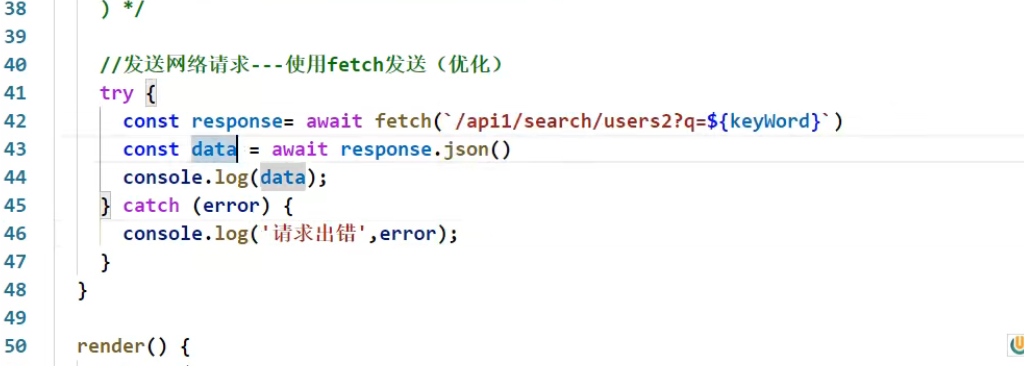 38 ) */
39
40 //发送网络请求---使用fetch发送（优化）
41 try {
42 const response= await fetch(`/api1/search/users2?q=${keyWord}`)
43 const data = await response.json()
44 console.log(data);
45 } catch (error) {
46 console.log('请求出错',error);
47 }
48 }
49
50 render() {